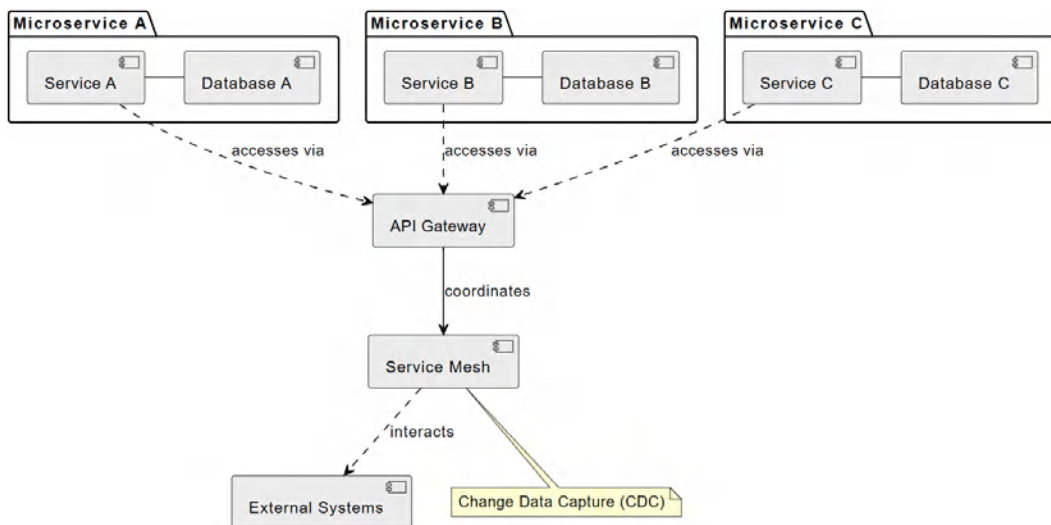 Microservice A
Microservice B
Microservice C
Service A
Database A
Service B
Database B
Service C
Database C
accesses via
accesses via
accesses via
API Gateway
coordinates
Service Mesh
interacts
External Systems
Change Data Capture (CDC)